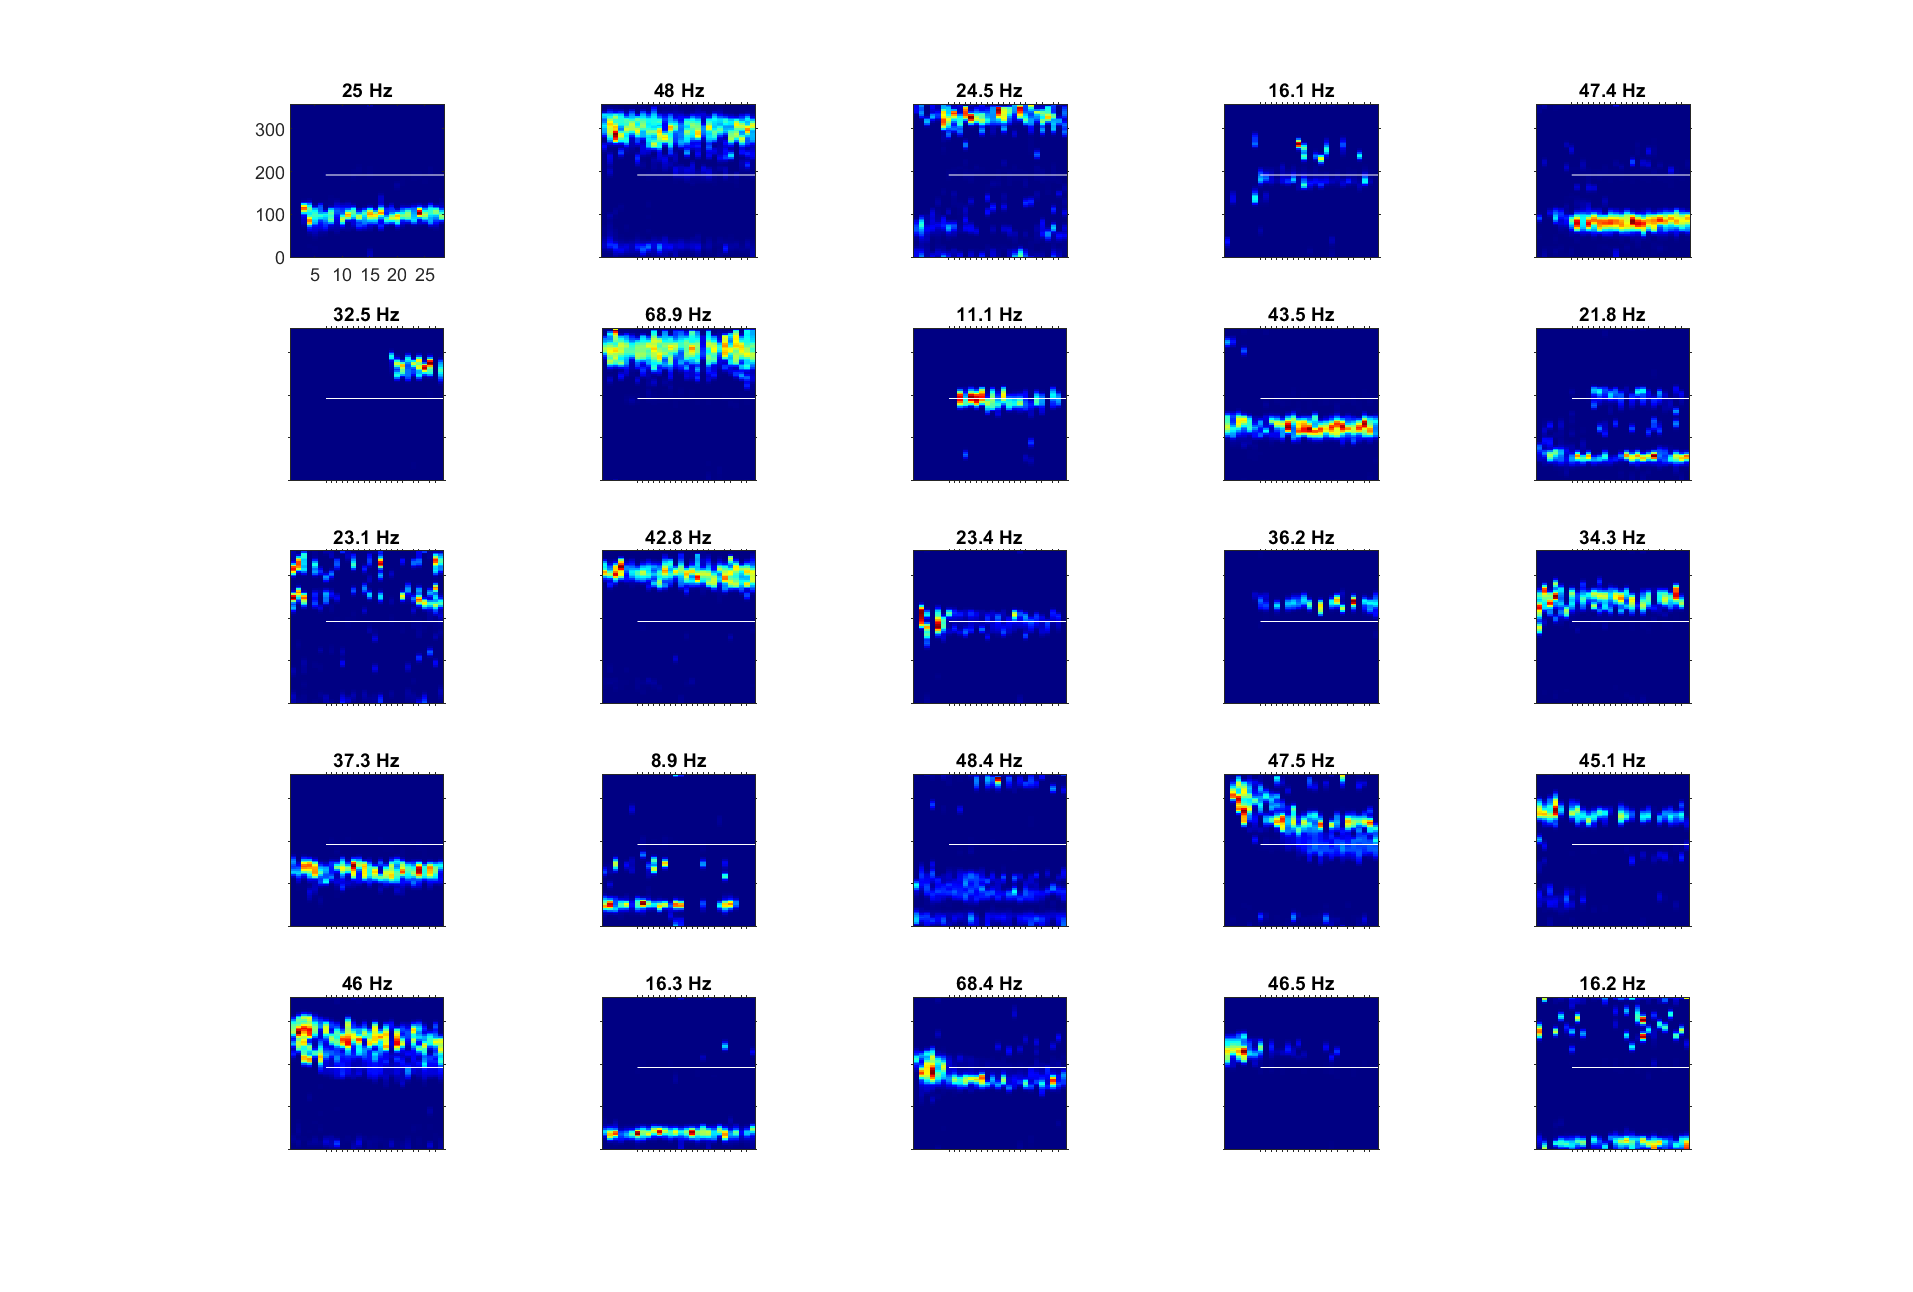 25 Hz 48 Hz 24.5 Hz 16.1 Hz 47.4 Hz
300
200
100
0
5 10 15 20 25
32.5 Hz 68.9 Hz 11.1 Hz 43.5 Hz 21.8 Hz
23.1 Hz 42.8 Hz 23.4 Hz 36.2 Hz 34.3 Hz
37.3 Hz 8.9 Hz 48.4 Hz 47.5 Hz 45.1 Hz
46 Hz 16.3 Hz 68.4 Hz 46.5 Hz 16.2 Hz